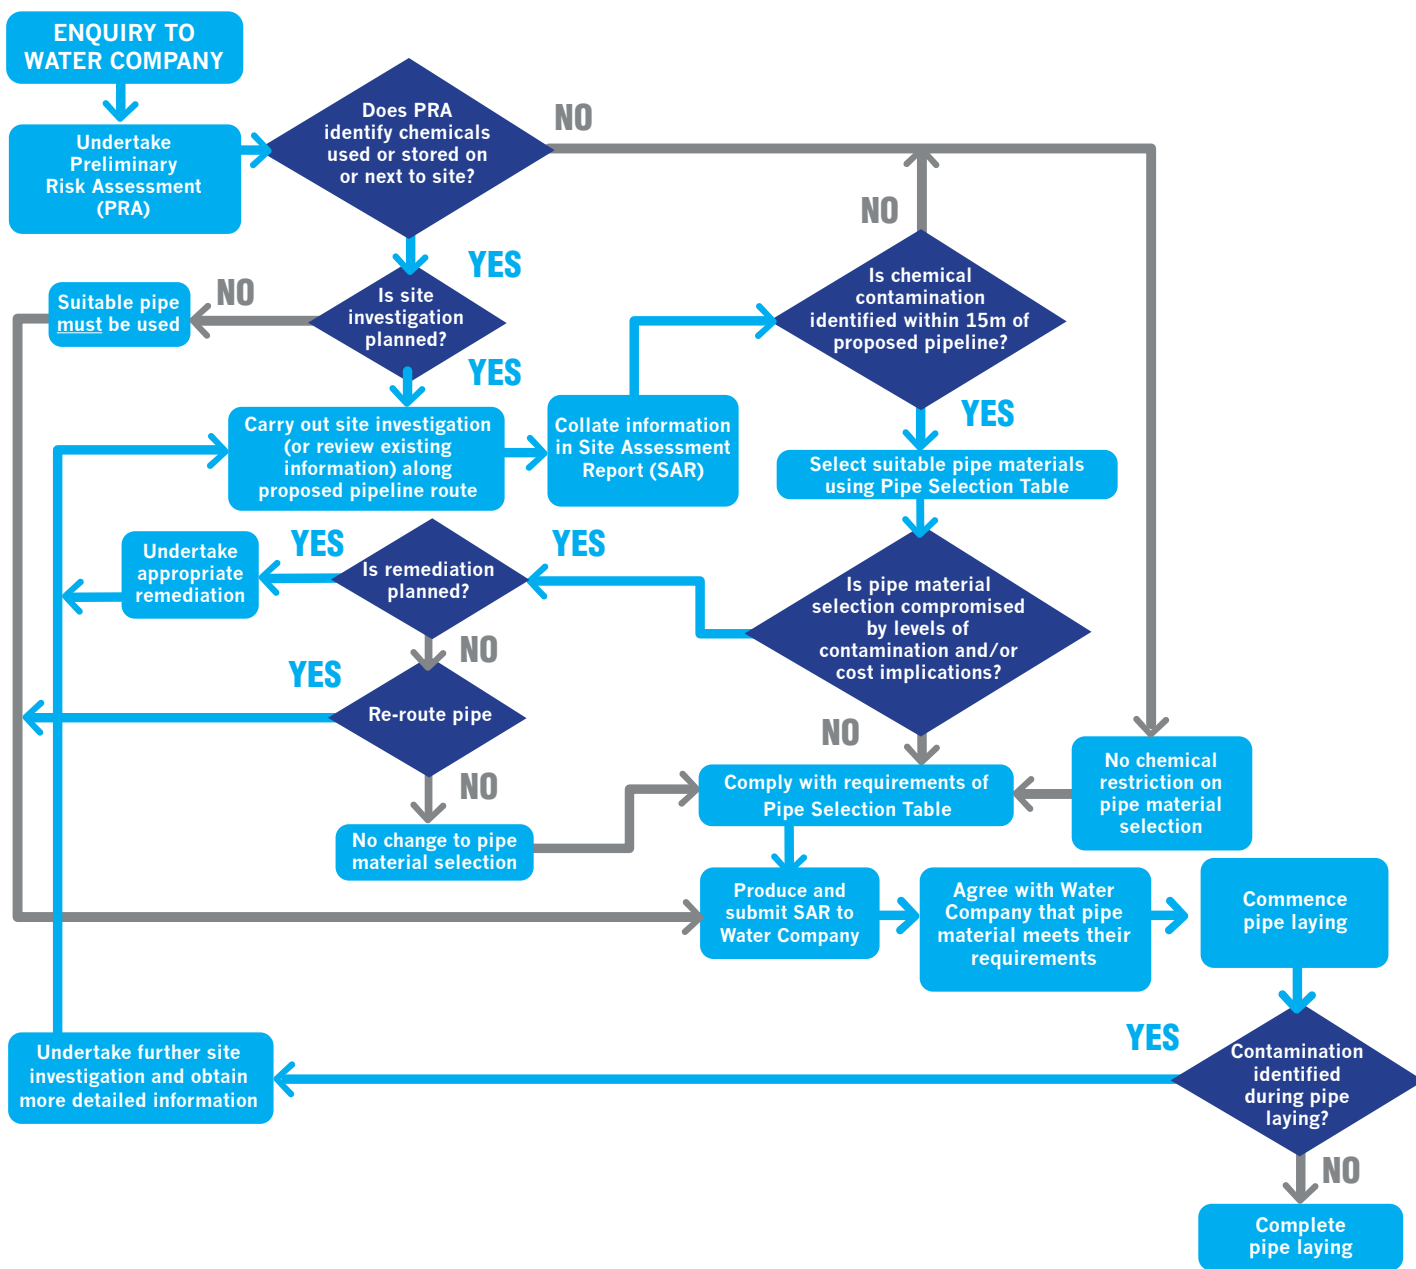 ENQUIRY TO
WATER COMPANY
Undertake
Preliminary
Risk Assessment
(PRA)
Does PRA
identify chemicals
used or stored on
or next to site?
NO
YES
Is site
investigation
planned?
NO
Suitable pipe
must be used
YES
Carry out site investigation
(or review existing
information) along
proposed pipeline route
Collate information
in Site Assessment
Report (SAR)
Is chemical
contamination
identified within 15m of
proposed pipeline?
NO
YES
Select suitable pipe materials
using Pipe Selection Table
Is pipe material
selection compromised
by levels of
contamination and/or
cost implications?
YES
Is remediation
planned?
YES
Undertake
appropriate
remediation
NO
Re-route pipe
YES
NO
No change to pipe
material selection
NO
Comply with requirements of
Pipe Selection Table
No chemical
restriction on
pipe material
selection
Produce and
submit SAR to
Water Company
Agree with Water
Company that pipe
material meets their
requirements
Commence
pipe laying
Contamination
identified
during pipe
laying?
YES
Undertake further site
investigation and obtain
more detailed information
NO
Complete
pipe laying